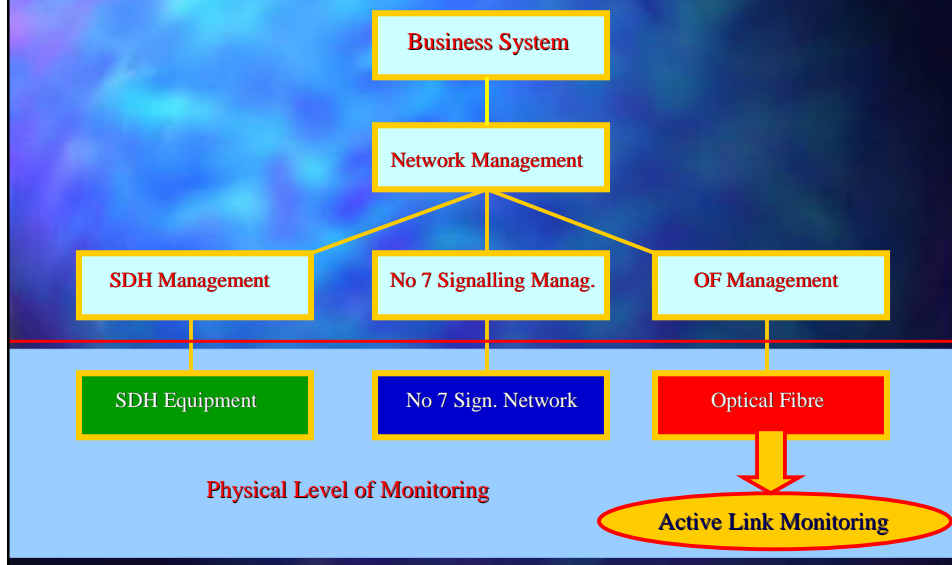 Business System
Network Management
SDH Management
No 7 Signalling Manag.
OF Management
SDH Equipment
No 7 Sign. Network
Optical Fibre
Physical Level of Monitoring
Active Link Monitoring